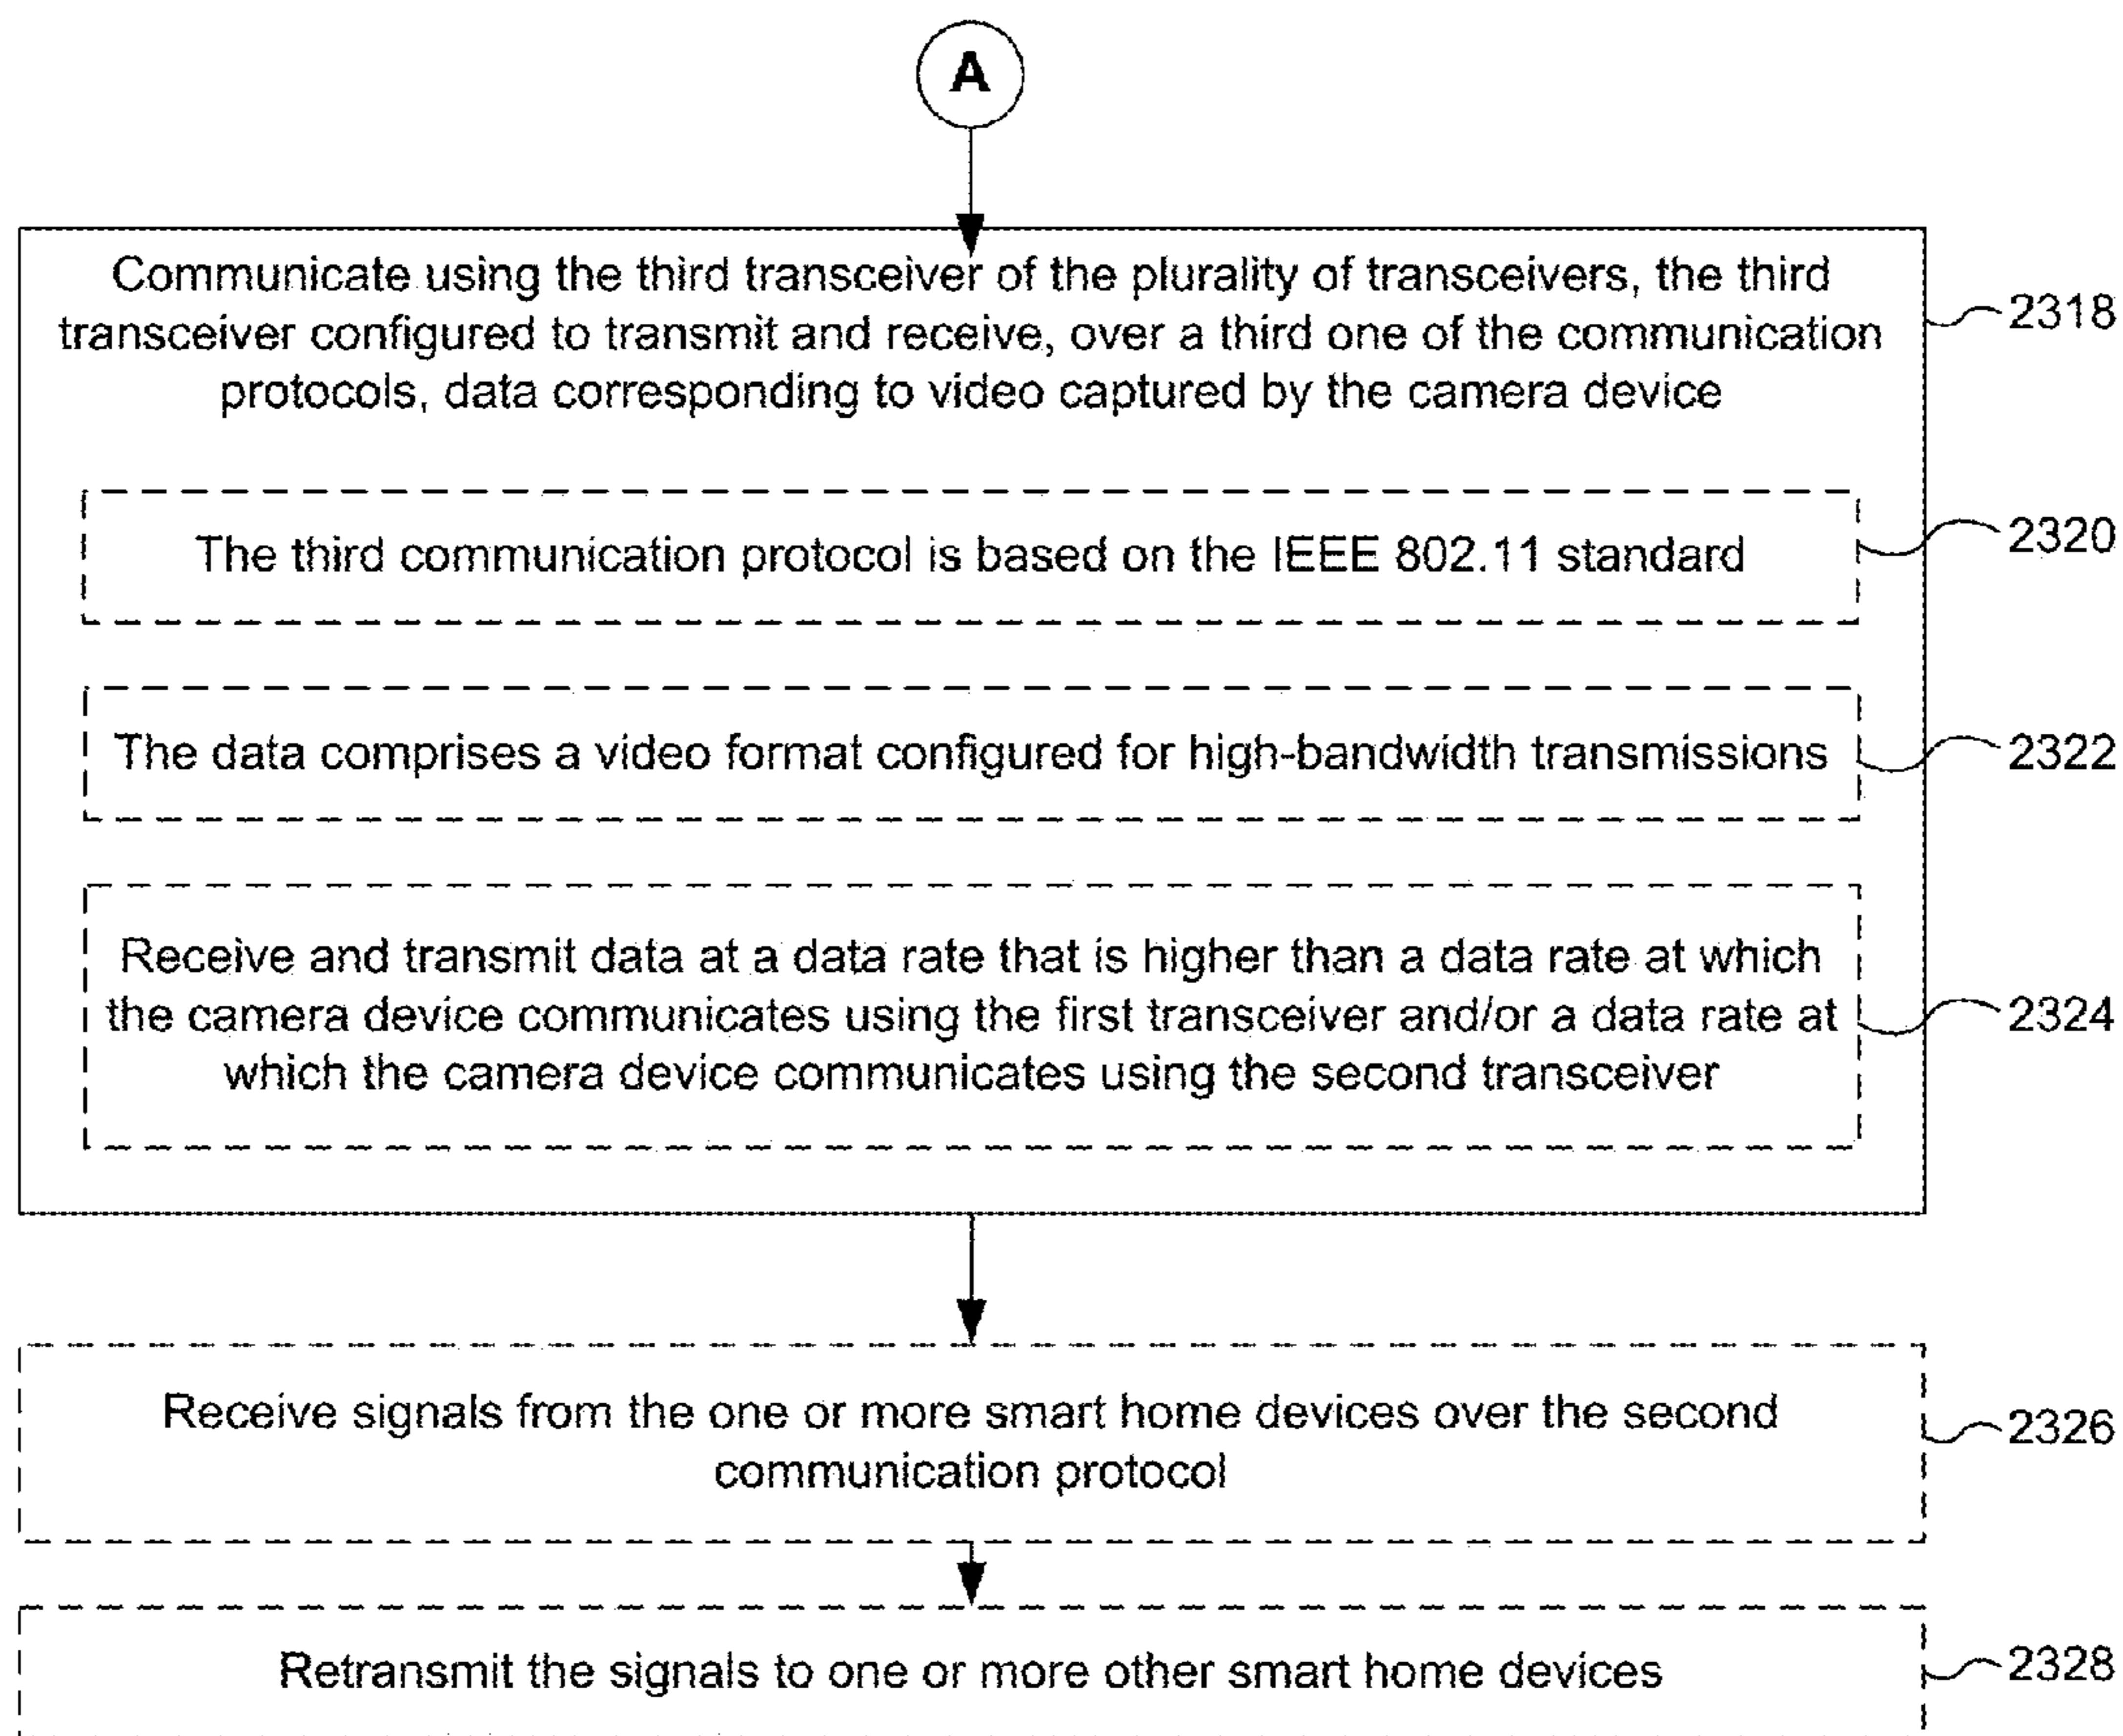 A
Communicate using the third transceiver of the plurality of transceivers, the third
transceiver configured to transmit and receive, over a third one of the communication
protocols, data corresponding to video captured by the camera device
2318
The third communication protocol is based on the IEEE 802.11 standard
2320
The data comprises a video format configured for high-bandwidth transmissions
2322
Receive and transmit data at a data rate that is higher than a data rate at which
the camera device communicates using the first transceiver and/or a data rate at
which the camera device communicates using the second transceiver
2324
Receive signals from the one or more smart home devices over the second
communication protocol
2326
Retransmit the signals to one or more other smart home devices
2328